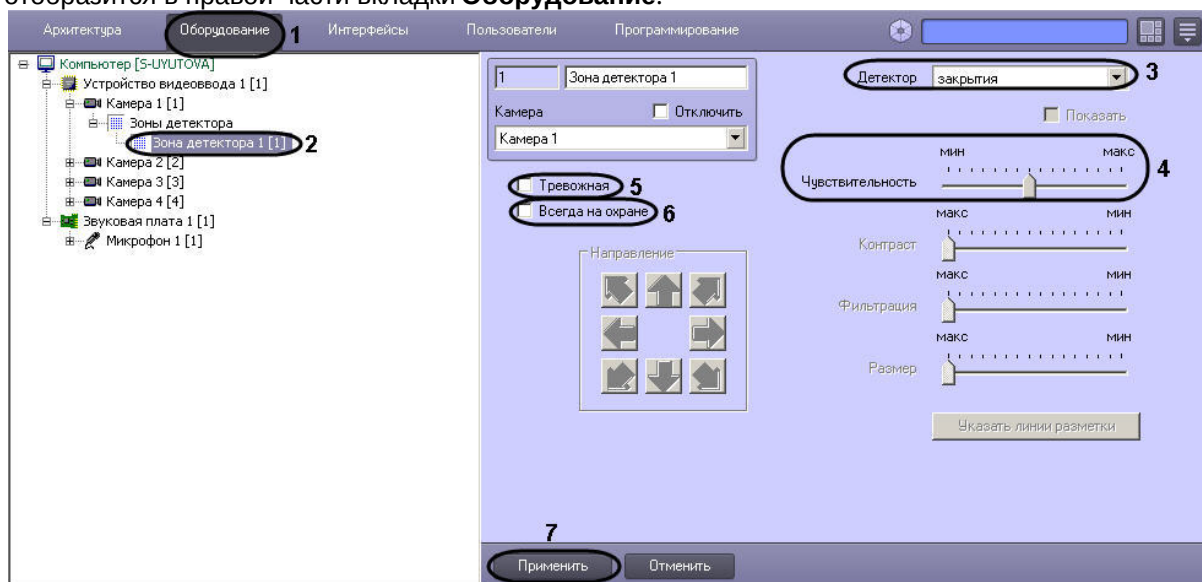 отобразится в правой части вкладки Оборудование.
Архитектура Оборудование 1 Интерфейсы Пользователи Программирование
Компьютер [S-UYUTOVA]
Устройство видеоввода 1 [1]
Камера 1 [1]
Зоны детектора
Зона детектора 1 [1] 2
Камера 2 [2]
Камера 3 [3]
Камера 4 [4]
Звуковая плата 1 [1]
Микрофон 1 [1]
1 Зона детектора 1
Камера Отключить
Камера 1
Тревожная 5
Всегда на охране 6
Направление
Детектор закрытия 3
Показать
мин макс
Чувствительность 4
макс мин
Контраст
макс мин
Фильтрация
макс мин
Размер
Указать линии разметки
7
Применить Отменить